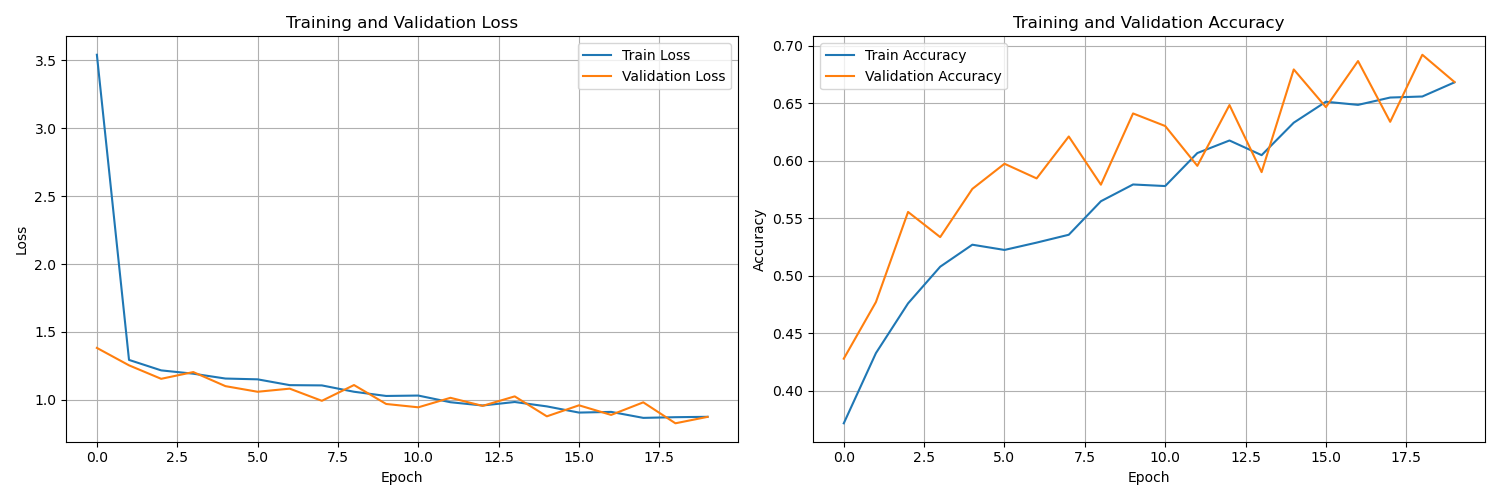 Training and Validation Loss
Train Loss
Validation Loss
3.5
3.0
2.5
2.0
1.5
1.0
Loss
0.0 2.5 5.0 7.5 10.0 12.5 15.0 17.5
Epoch
Training and Validation Accuracy
Train Accuracy
Validation Accuracy
0.70
0.65
0.60
0.55
0.50
0.45
0.40
Accuracy
0.0 2.5 5.0 7.5 10.0 12.5 15.0 17.5
Epoch